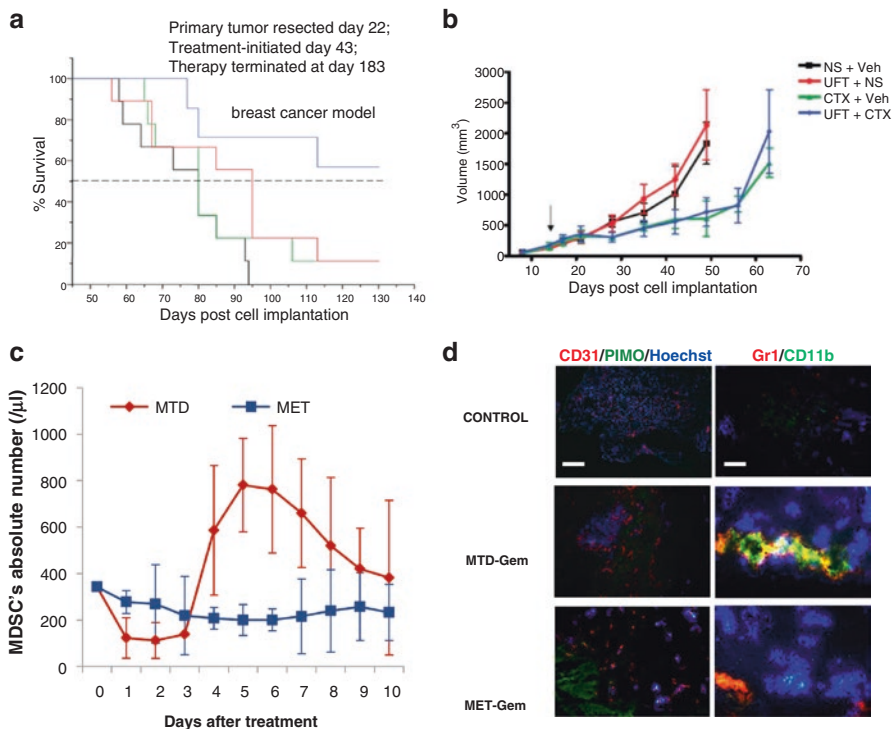 a
Primary tumor resected day 22;
Treatment-initiated day 43;
Therapy terminated at day 183
breast cancer model
% Survival
100
80
60
40
20
0
50 60 70 80 90 100 110 120 130 140
Days post cell implantation
b
NS + Veh
UFT + NS
CTX + Veh
UFT + CTX
Volume (mm³)
3000
2500
2000
1500
1000
500
0
10 20 30 40 50 60 70
Days post cell implantation
c
MTD MET
MDSC's absolute number (/µl)
1200
1000
800
600
400
200
0
0 1 2 3 4 5 6 7 8 9 10
Days after treatment
d
CD31/PIMO/Hoechst Gr1/CD11b
CONTROL
MTD-Gem
MET-Gem